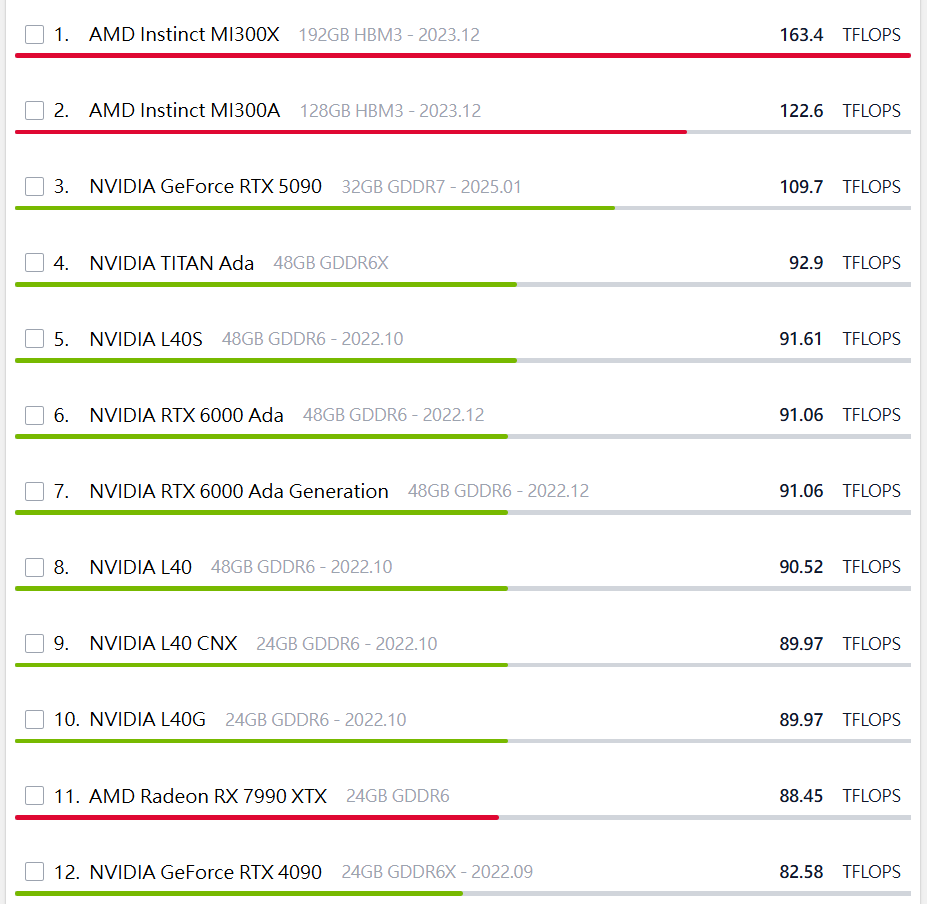 1. AMD Instinct MI300X 192GB HBM3 - 2023.12 163.4 TFLOPS
2. AMD Instinct MI300A 128GB HBM3 - 2023.12 122.6 TFLOPS
3. NVIDIA GeForce RTX 5090 32GB GDDR7 - 2025.01 109.7 TFLOPS
4. NVIDIA TITAN Ada 48GB GDDR6X 92.9 TFLOPS
5. NVIDIA L40S 48GB GDDR6 - 2022.10 91.61 TFLOPS
6. NVIDIA RTX 6000 Ada 48GB GDDR6 - 2022.12 91.06 TFLOPS
7. NVIDIA RTX 6000 Ada Generation 48GB GDDR6 - 2022.12 91.06 TFLOPS
8. NVIDIA L40 48GB GDDR6 - 2022.10 90.52 TFLOPS
9. NVIDIA L40 CNX 24GB GDDR6 - 2022.10 89.97 TFLOPS
10. NVIDIA L40G 24GB GDDR6 - 2022.10 89.97 TFLOPS
11. AMD Radeon RX 7990 XTX 24GB GDDR6 88.45 TFLOPS
12. NVIDIA GeForce RTX 4090 24GB GDDR6X - 2022.09 82.58 TFLOPS